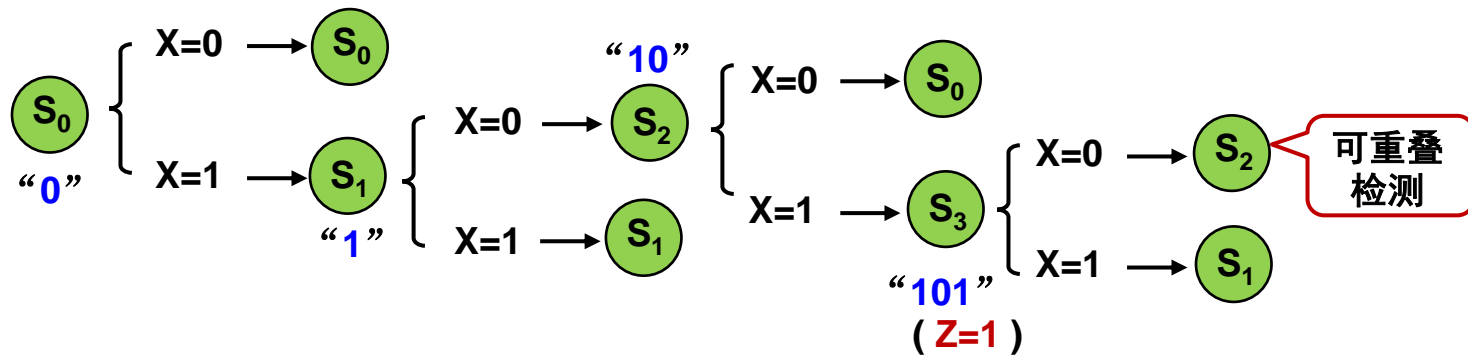 X=0 S₀
“10”
X=0 S₀
S₀
X=0 S₂
X=0 S₂ 可重叠
检测
“0”
X=1 S₁
“1”
X=1 S₃
X=1 S₁
X=1 S₁
“101”
( Z=1 )